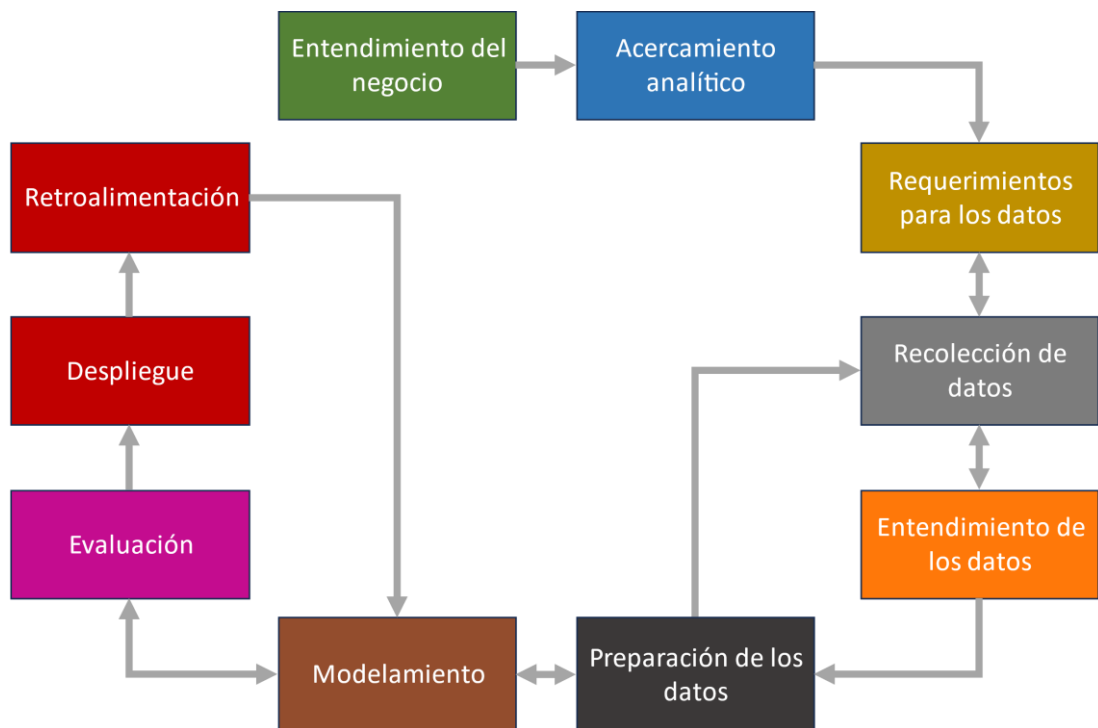 Entendimiento del
negocio
Acercamiento
analítico
Requerimientos
para los datos
Recolección de
datos
Entendimiento de
los datos
Preparación de los
datos
Modelamiento
Evaluación
Despliegue
Retroalimentación